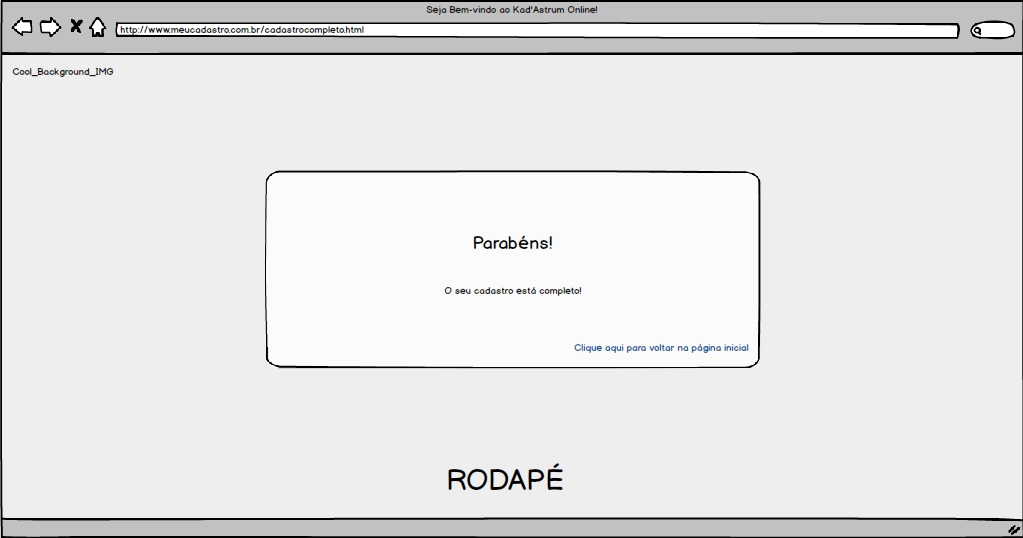 Seja Bem-vindo ao Kad'Astrum Online!
http://www.meucadastro.com.br/cadastrocompleto.html
Cool_Background_IMG
Parabéns!
O seu cadastro está completo!
Clique aqui para voltar na página inicial
RODAPÉ